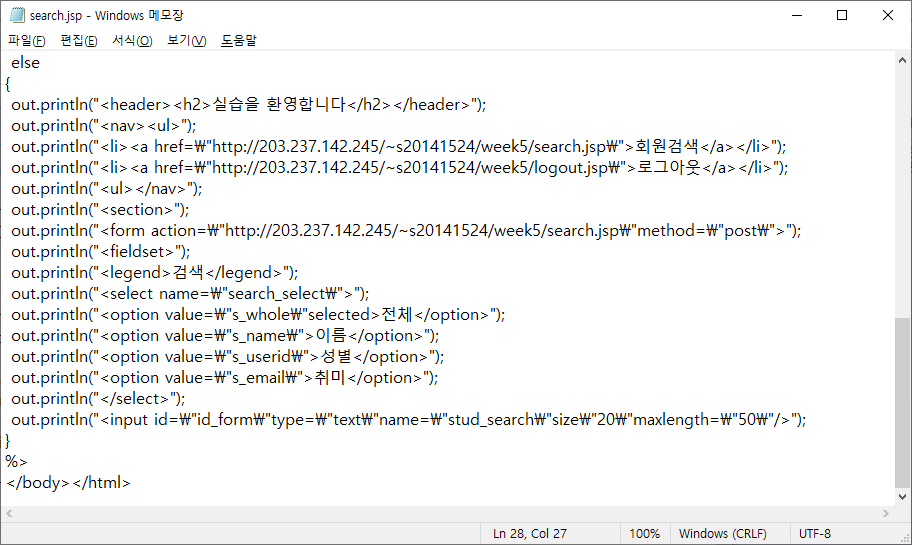 search.jsp - Windows 메모장
파일(F) 편집(E) 서식(O) 보기(V) 도움말
else
{
out.println("<header><h2>실습을 환영합니다</h2></header>");
out.println("<nav><ul>");
out.println("<li><a href=₩"http://203.237.142.245/~s20141524/week5/search.jsp₩">회원검색</a></li>");
out.println("<li><a href=₩"http://203.237.142.245/~s20141524/week5/logout.jsp₩">로그아웃</a></li>");
out.println("<ul></nav>");
out.println("<section>");
out.println("<form action=₩"http://203.237.142.245/~s20141524/week5/search.jsp₩"method=₩"post₩">");
out.println("<fieldset>");
out.println("<legend>검색</legend>");
out.println("<select name=₩"search_select₩">");
out.println("<option value=₩"s_whole₩"selected>전체</option>");
out.println("<option value=₩"s_name₩">이름</option>");
out.println("<option value=₩"s_userid₩">성별</option>");
out.println("<option value=₩"s_email₩">취미</option>");
out.println("</select>");
out.println("<input id=₩"id_form₩"type=₩"text₩"name=₩"stud_search₩"size₩"20₩"maxlength=₩"50₩"/>");
}
%>
</body></html>
Ln 28, Col 27 100% Windows (CRLF) UTF-8